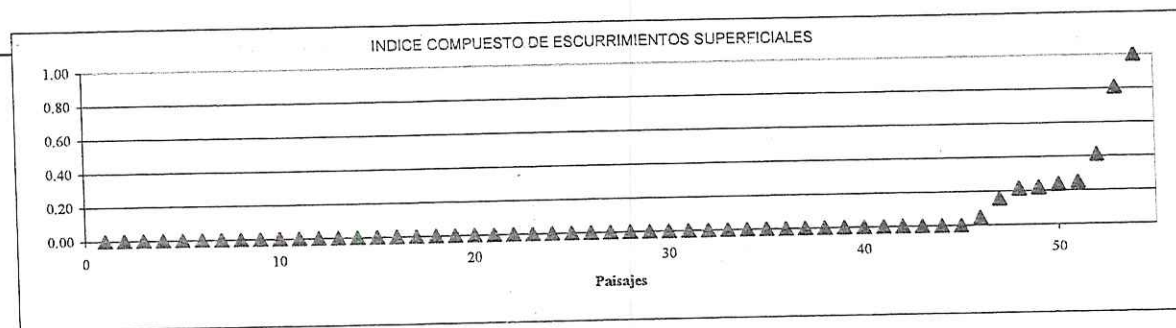 INDICE COMPUESTO DE ESCURRIMIENTOS SUPERFICIALES
1.00
0.80
0.60
0.40
0.20
0.00
0 10 20 30 40 50
Paisajes